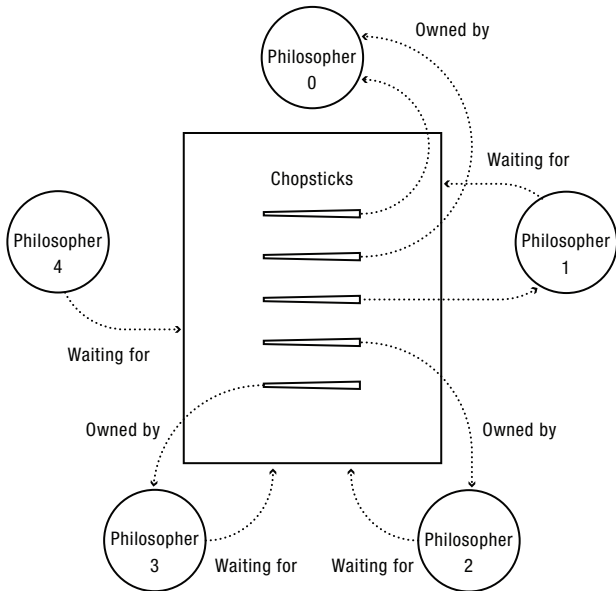 Owned by
Philosopher
0
Waiting for
Chopsticks
Philosopher
4
Philosopher
1
Waiting for
Owned by
Owned by
Philosopher
3
Waiting for
Waiting for
Philosopher
2